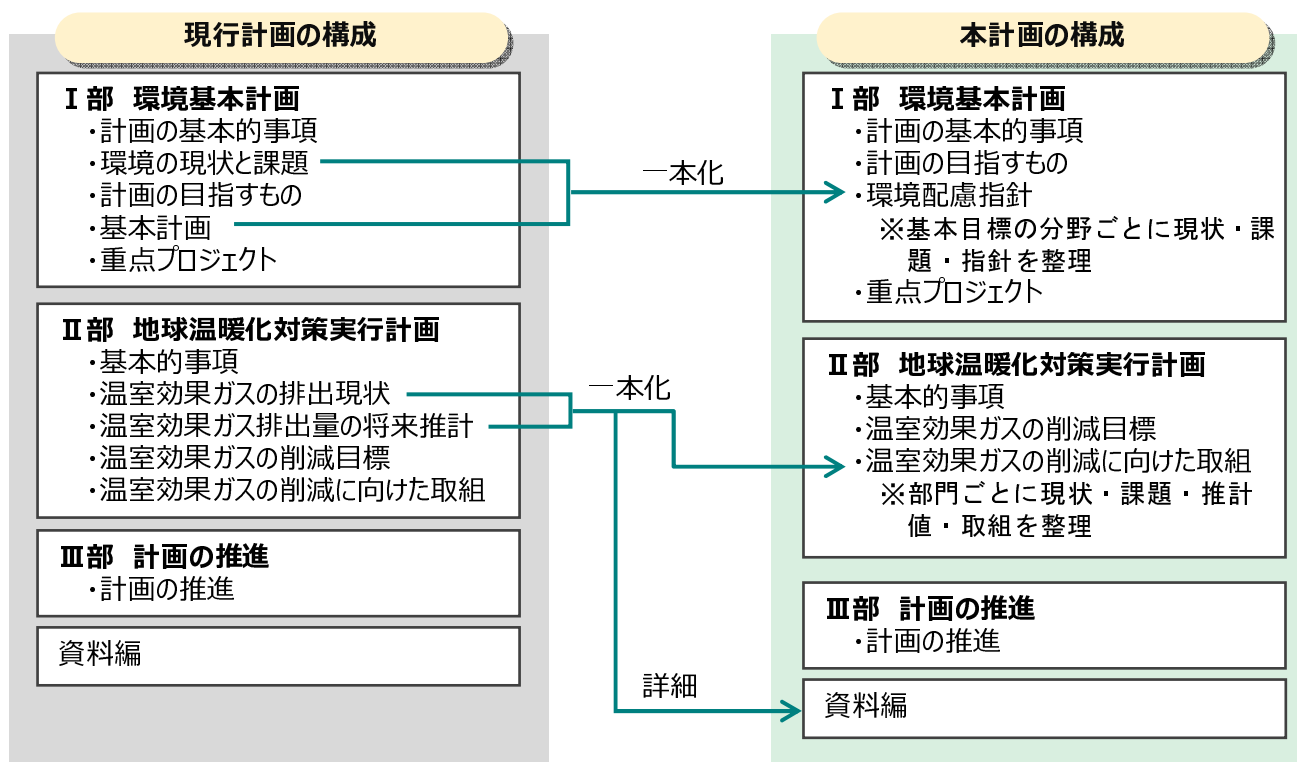 現行計画の構成
Ⅰ部 環境基本計画
・計画の基本的事項
・環境の現状と課題
・計画の目指すもの
・基本計画
・重点プロジェクト
Ⅱ部 地球温暖化対策実行計画
・基本的事項
・温室効果ガスの排出現状
・温室効果ガス排出量の将来推計
・温室効果ガスの削減目標
・温室効果ガスの削減に向けた取組
Ⅲ部 計画の推進
・計画の推進
資料編
一本化
一本化
詳細
本計画の構成
Ⅰ部 環境基本計画
・計画の基本的事項
・計画の目指すもの
・環境配慮指針
※基本目標の分野ごとに現状・課
題・指針を整理
・重点プロジェクト
Ⅱ部 地球温暖化対策実行計画
・基本的事項
・温室効果ガスの削減目標
・温室効果ガスの削減に向けた取組
※部門ごとに現状・課題・推計
値・取組を整理
Ⅲ部 計画の推進
・計画の推進
資料編